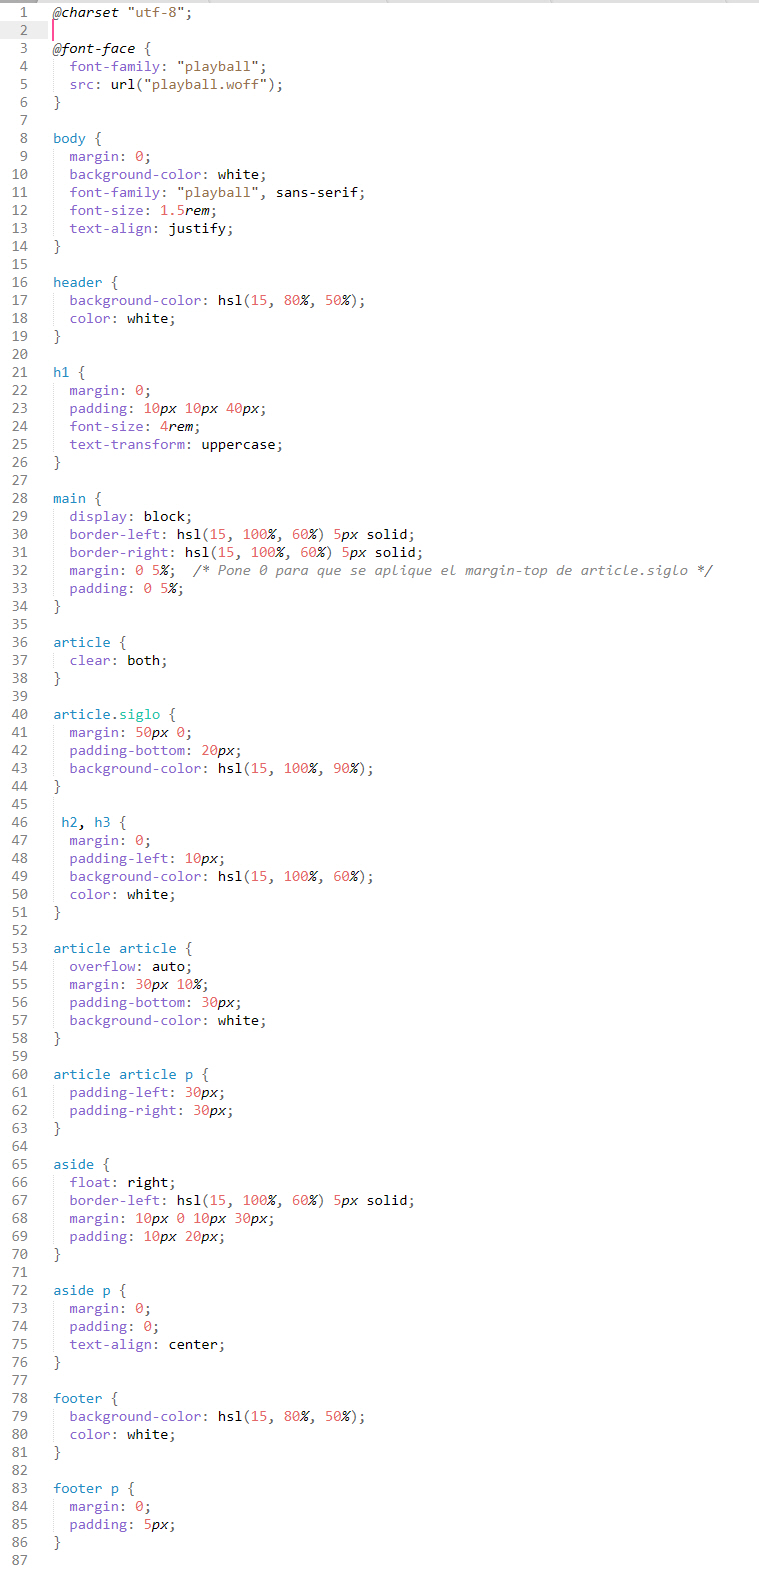 1 @charset "utf-8";
2
3 @font-face {
4 font-family: "playball";
5 src: url("playball.woff");
6 }
7
8 body {
9 margin: 0;
10 background-color: white;
11 font-family: "playball", sans-serif;
12 font-size: 1.5rem;
13 text-align: justify;
14 }
15
16 header {
17 background-color: hsl(15, 80%, 50%);
18 color: white;
19 }
20
21 h1 {
22 margin: 0;
23 padding: 10px 10px 40px;
24 font-size: 4rem;
25 text-transform: uppercase;
26 }
27
28 main {
29 display: block;
30 border-left: hsl(15, 100%, 60%) 5px solid;
31 border-right: hsl(15, 100%, 60%) 5px solid;
32 margin: 0 5%; /* Pone 0 para que se aplique el margin-top de article.siglo */
33 padding: 0 5%;
34 }
35
36 article {
37 clear: both;
38 }
39
40 article.siglo {
41 margin: 50px 0;
42 padding-bottom: 20px;
43 background-color: hsl(15, 100%, 90%);
44 }
45
46 h2, h3 {
47 margin: 0;
48 padding-left: 10px;
49 background-color: hsl(15, 100%, 60%);
50 color: white;
51 }
52
53 article article {
54 overflow: auto;
55 margin: 30px 10%;
56 padding-bottom: 30px;
57 background-color: white;
58 }
59
60 article article p {
61 padding-left: 30px;
62 padding-right: 30px;
63 }
64
65 aside {
66 float: right;
67 border-left: hsl(15, 100%, 60%) 5px solid;
68 margin: 10px 0 10px 30px;
69 padding: 10px 20px;
70 }
71
72 aside p {
73 margin: 0;
74 padding: 0;
75 text-align: center;
76 }
77
78 footer {
79 background-color: hsl(15, 80%, 50%);
80 color: white;
81 }
82
83 footer p {
84 margin: 0;
85 padding: 5px;
86 }
87